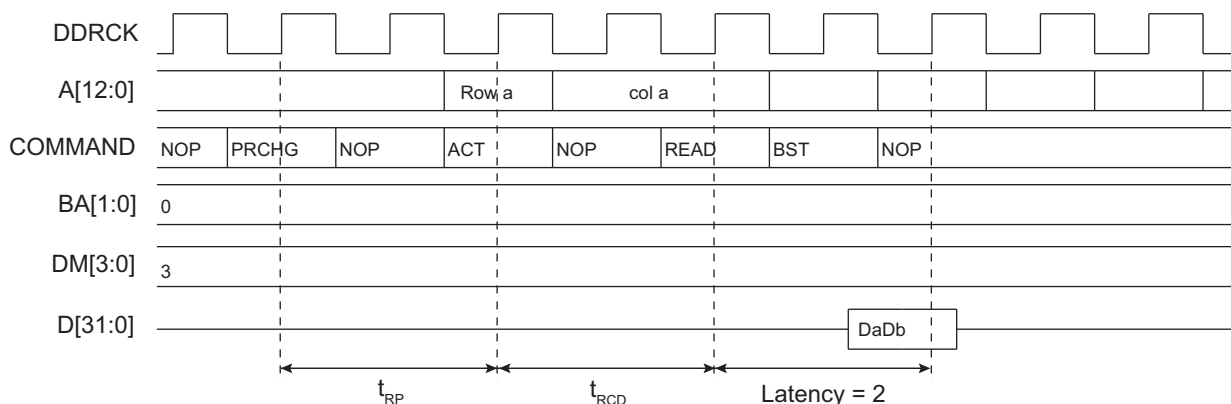 DDRCK
A[12:0] Row a col a
COMMAND NOP PRCHG NOP ACT NOP READ BST NOP
BA[1:0] 0
DM[3:0] 3
D[31:0] DaDb
tRP tRCD Latency = 2